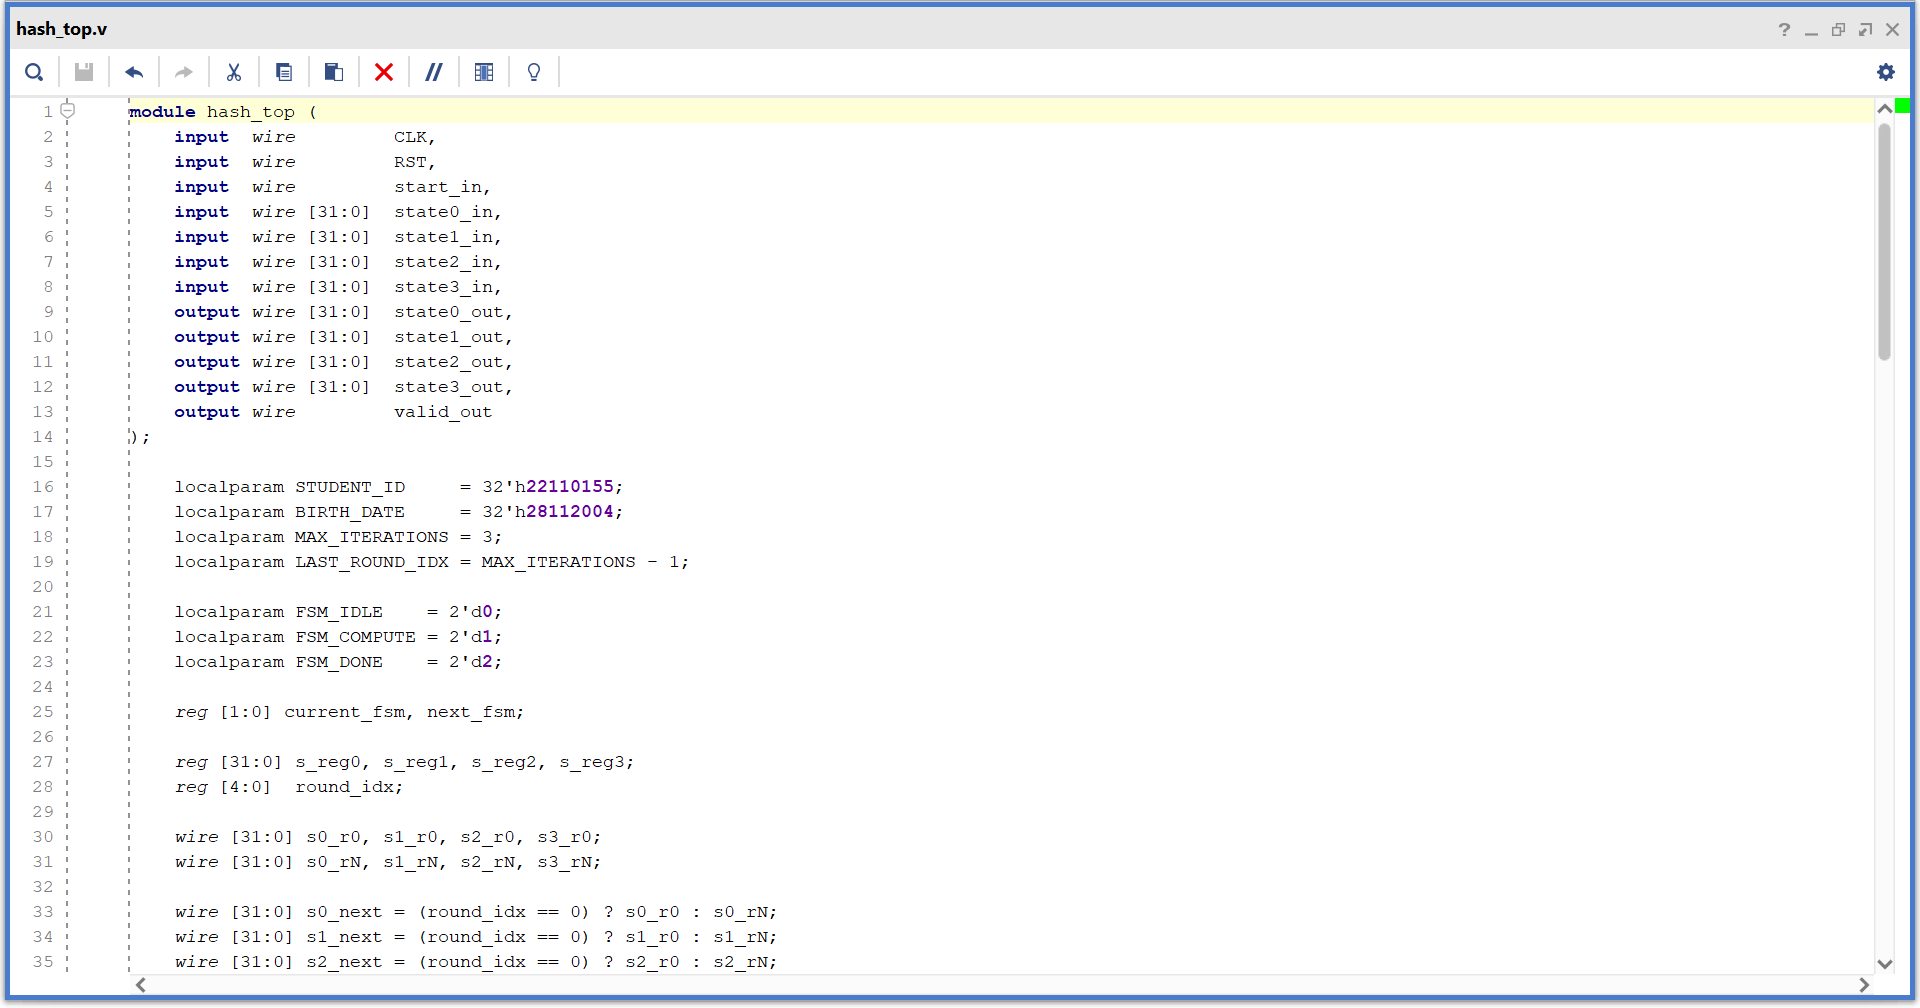 hash_top.v
1 module hash_top (
2     input  wire         CLK,
3     input  wire         RST,
4     input  wire         start_in,
5     input  wire [31:0]  state0_in,
6     input  wire [31:0]  state1_in,
7     input  wire [31:0]  state2_in,
8     input  wire [31:0]  state3_in,
9     output wire [31:0]  state0_out,
10     output wire [31:0]  state1_out,
11     output wire [31:0]  state2_out,
12     output wire [31:0]  state3_out,
13     output wire         valid_out
14 );
15
16     localparam STUDENT_ID     = 32'h22110155;
17     localparam BIRTH_DATE     = 32'h28112004;
18     localparam MAX_ITERATIONS = 3;
19     localparam LAST_ROUND_IDX = MAX_ITERATIONS - 1;
20
21     localparam FSM_IDLE    = 2'd0;
22     localparam FSM_COMPUTE = 2'd1;
23     localparam FSM_DONE    = 2'd2;
24
25     reg [1:0] current_fsm, next_fsm;
26
27     reg [31:0] s_reg0, s_reg1, s_reg2, s_reg3;
28     reg [4:0]  round_idx;
29
30     wire [31:0] s0_r0, s1_r0, s2_r0, s3_r0;
31     wire [31:0] s0_rN, s1_rN, s2_rN, s3_rN;
32
33     wire [31:0] s0_next = (round_idx == 0) ? s0_r0 : s0_rN;
34     wire [31:0] s1_next = (round_idx == 0) ? s1_r0 : s1_rN;
35     wire [31:0] s2_next = (round_idx == 0) ? s2_r0 : s2_rN;